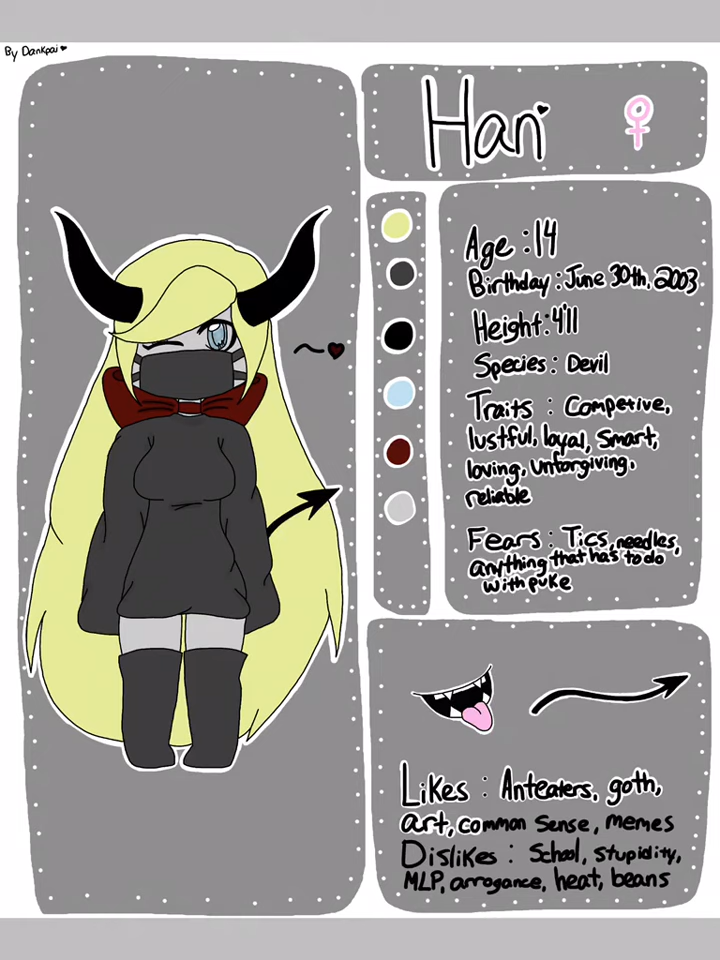 By Dankpai
Han
Age : 14
Birthday : June 30th, 2003
Height : 4'11
Species : Devil
Traits : Competive,
lustful, loyal, Smart,
loving, unforgiving,
reliable
Fears : Tics, needles,
anything that has to do
with puke
Likes : Anteaters, goth,
art, common sense, memes
Dislikes : School, stupidity,
MLP, arrogance, heat, beans